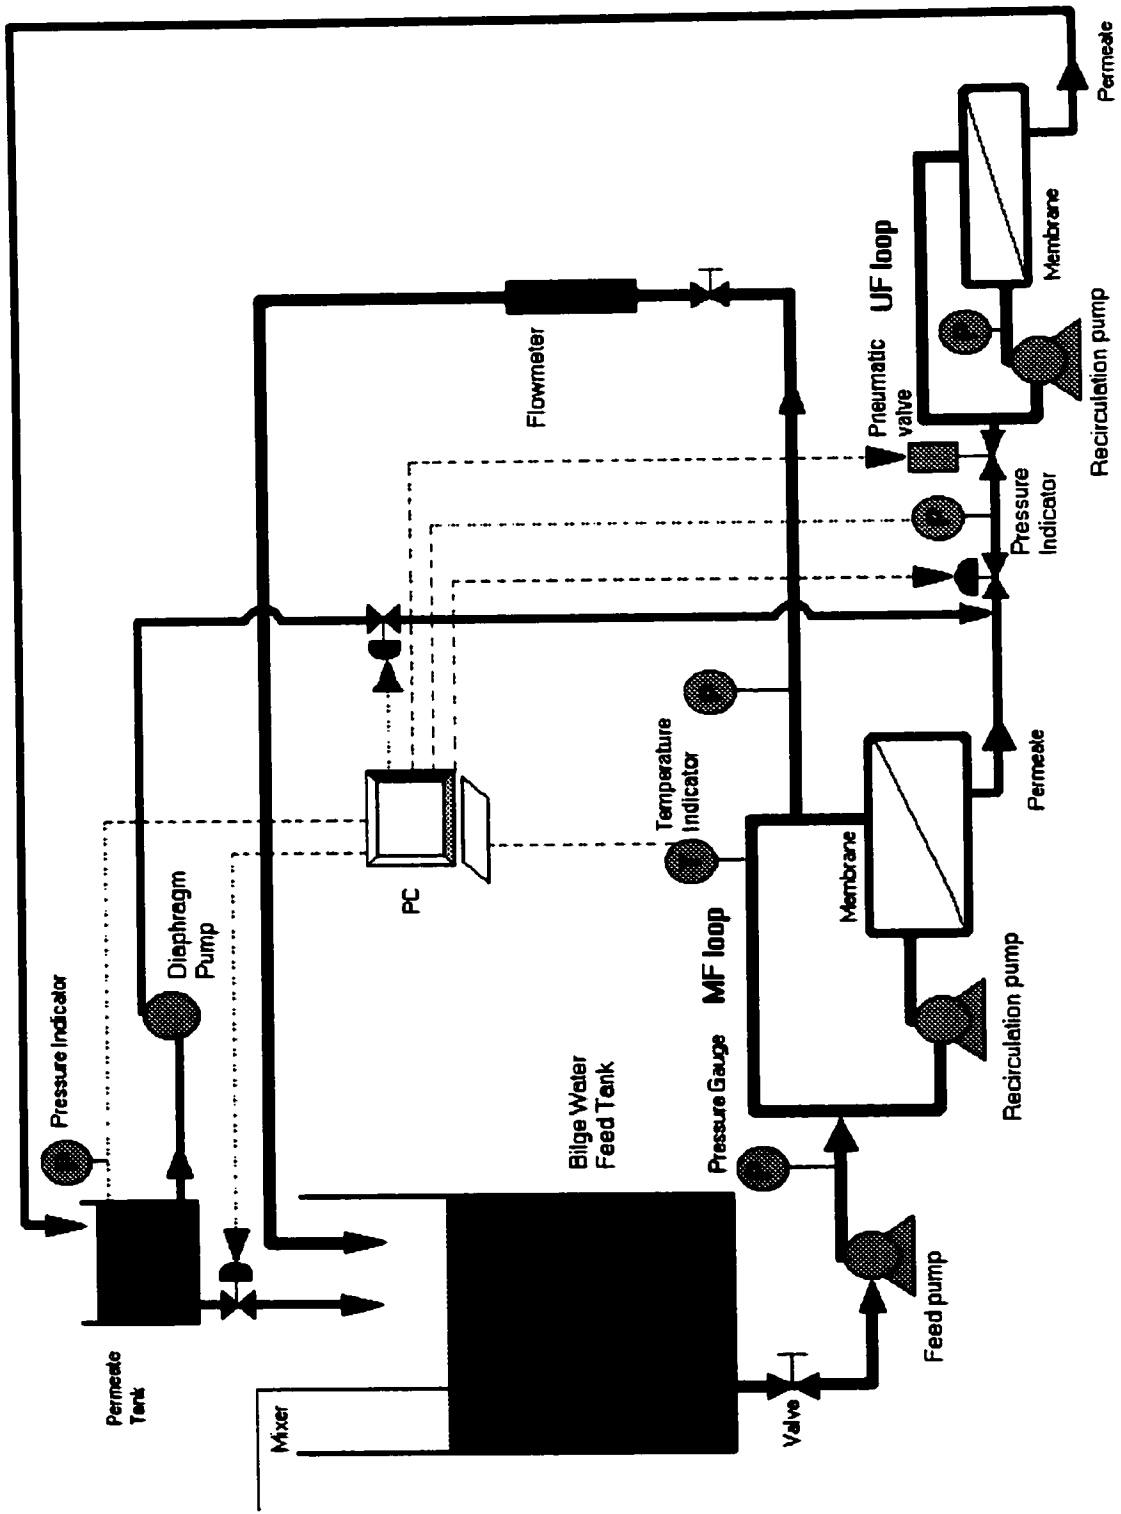 Permeate
Tank
Pressure Indicator
Diaphragm
Pump
Mixer
Bilge Water
Feed Tank
PC
Flowmeter
Valve
Feed pump
Pressure Gauge
P
MF loop
Temperature
Indicator
Membrane
Recirculation pump
Permeate
P
Pressure
Indicator
P
Pneumatic
valve
UF loop
P
Membrane
Recirculation pump
Permeate